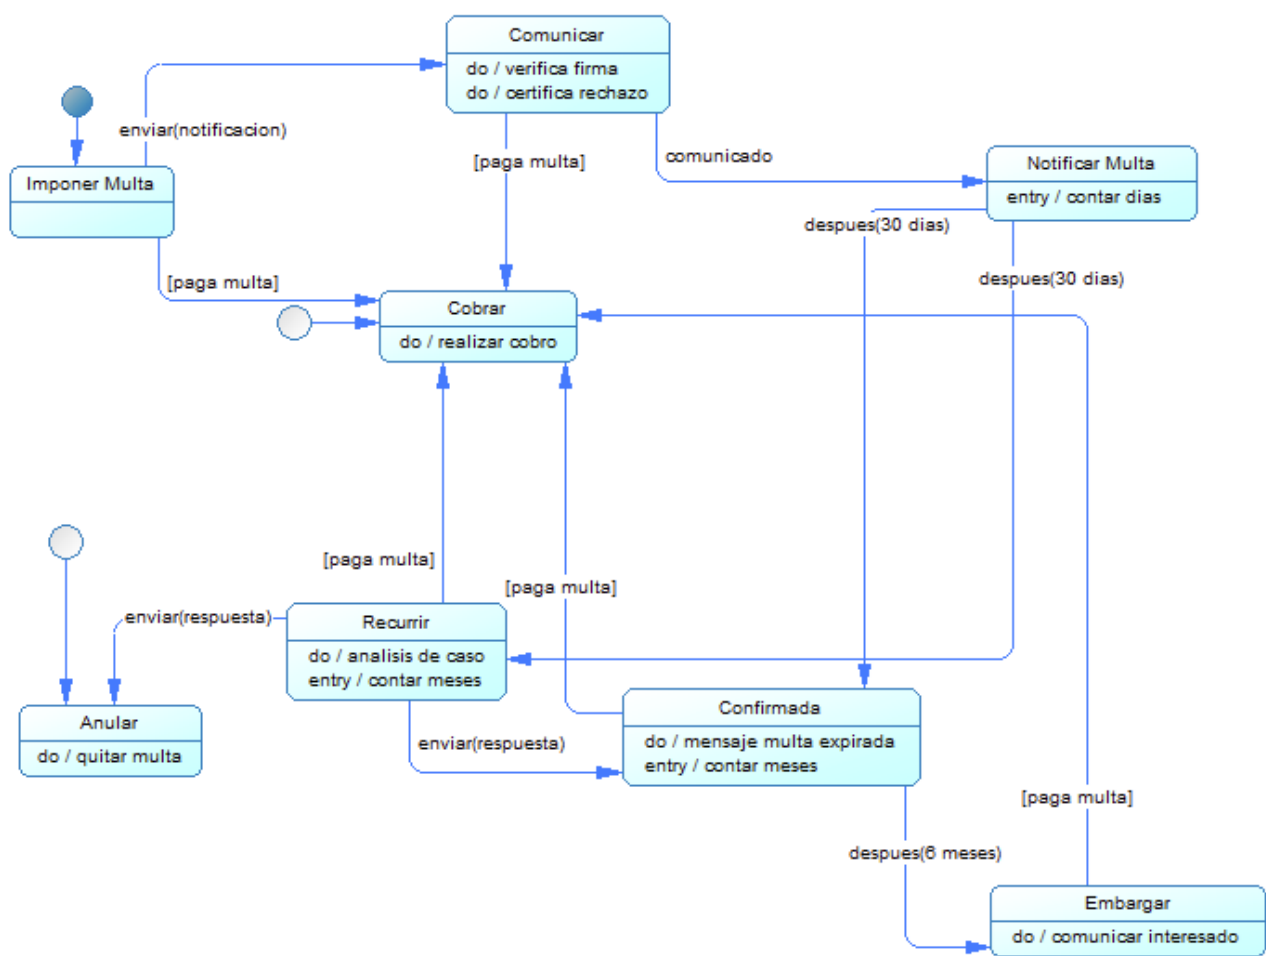 Comunicar
do / verifica firma
do / certifica rechazo
enviar(notificacion)
[paga multa]
comunicado
Notificar Multa
entry / contar dias
Imponer Multa
despues(30 dias)
despues(30 dias)
[paga multa]
Cobrar
do / realizar cobro
[paga multa]
[paga multa]
enviar(respuesta)
Recurrir
do / analisis de caso
entry / contar meses
Anular
do / quitar multa
enviar(respuesta)
Confirmada
do / mensaje multa expirada
entry / contar meses
[paga multa]
despues(6 meses)
Embargar
do / comunicar interesado